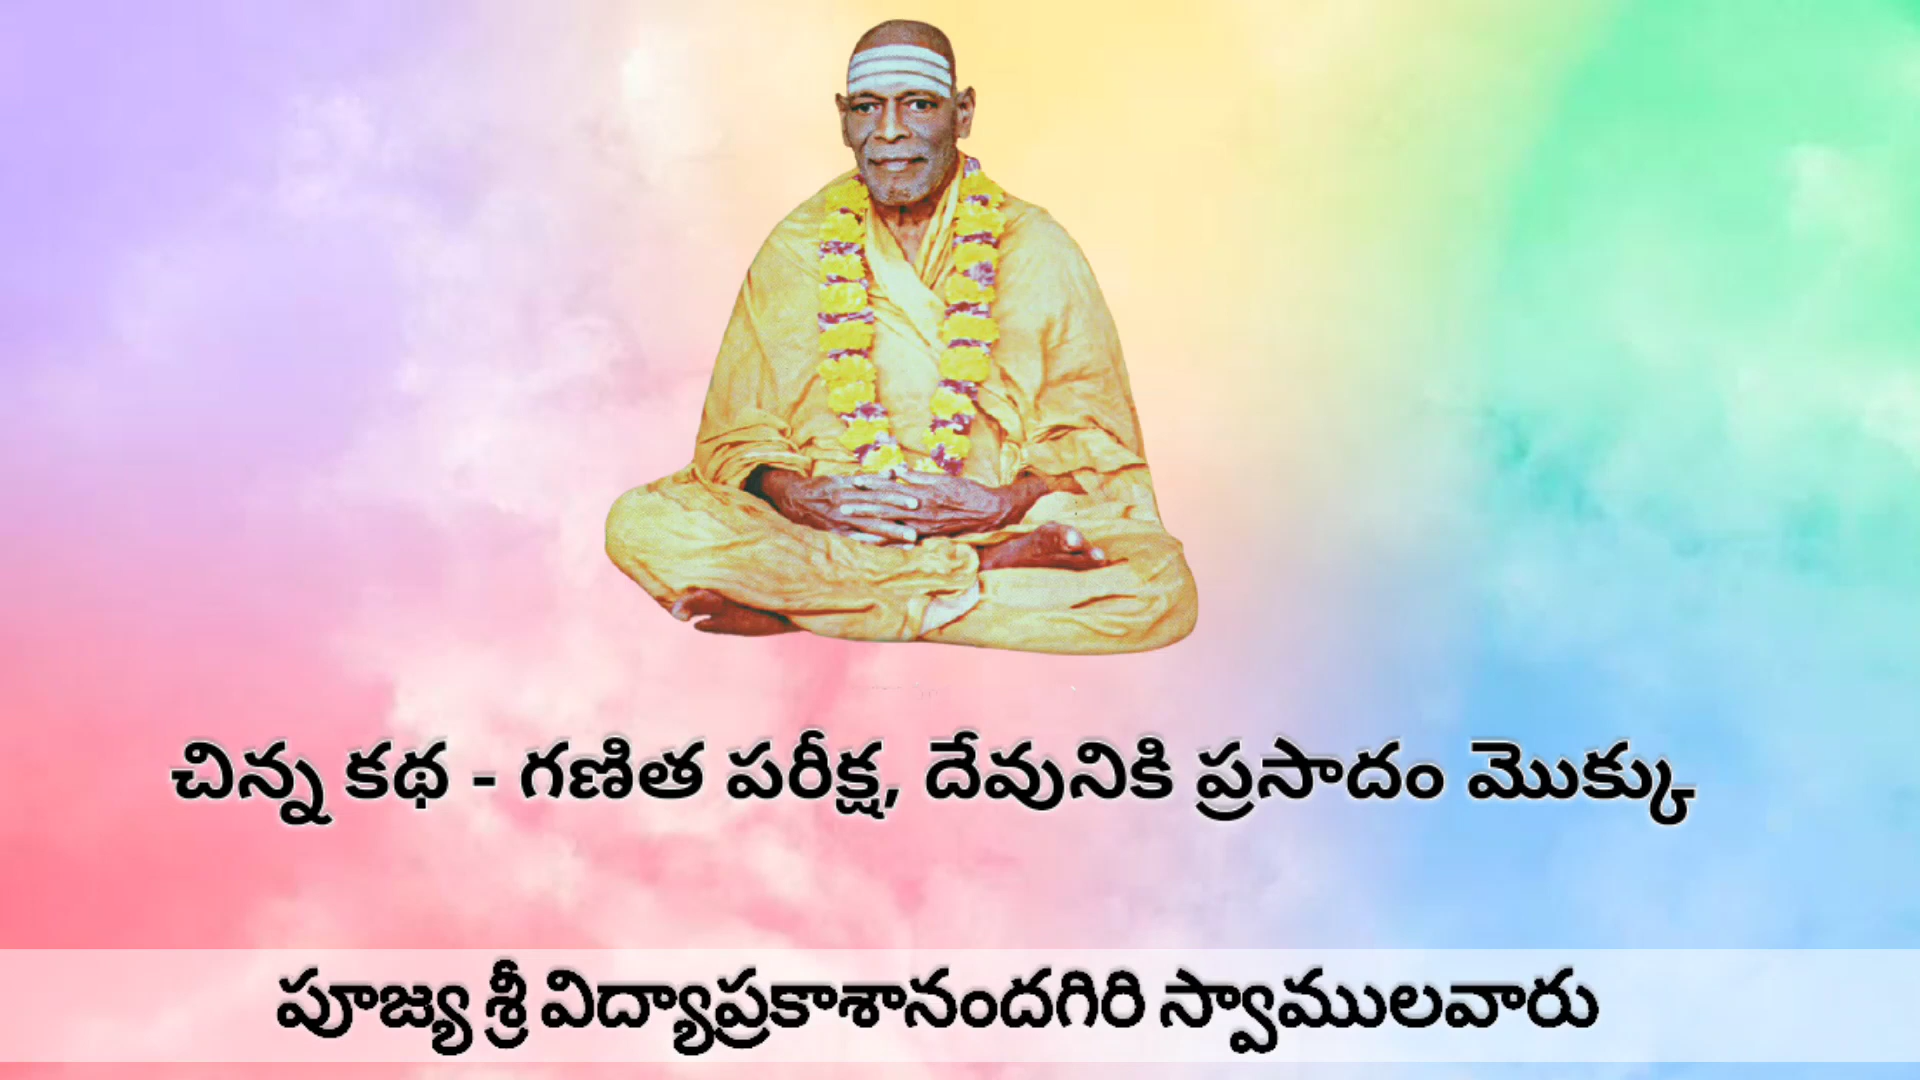 చిన్న కథ - గణిత పరీక్ష, దేవునికి ప్రసాదం మొక్కు
పూజ్య శ్రీ విద్యాప్రకాశానందగిరి స్వాములవారు